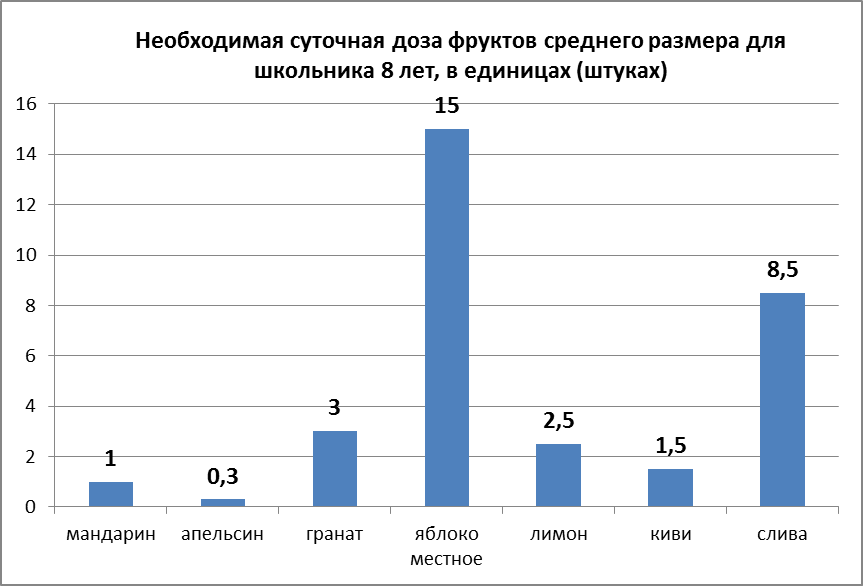 Необходимая суточная доза фруктов среднего размера для
школьника 8 лет, в единицах (штуках)
16
14
12
10
8
6
4
2
0
1
0,3
3
15
2,5
1,5
8,5
мандарин
апельсин
гранат
яблоко
местное
лимон
киви
слива